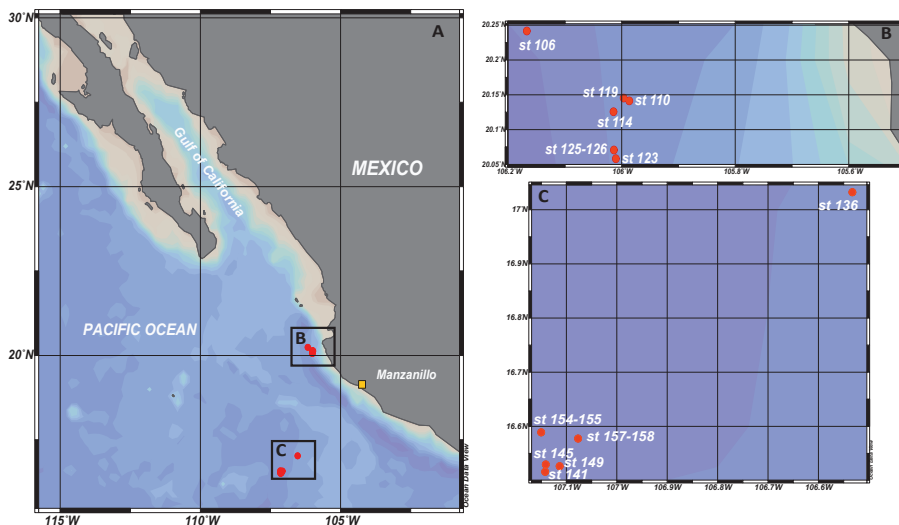 30°N
25°N
20°N
115°W
110°W
105°W
A
Gulf of California
MEXICO
PACIFIC OCEAN
B
Manzanillo
C
Ocean Data View
20.25°N
20.2°N
20.15°N
20.1°N
20.05°N
106.2°W
106°W
105.8°W
105.6°W
B
st 106
st 119
st 110
st 114
st 125-126
st 123
17°N
16.9°N
16.8°N
16.7°N
16.6°N
107.1°W
107°W
106.9°W
106.8°W
106.7°W
106.6°W
C
st 136
st 154-155
st 157-158
st 145
st 149
st 141
Ocean Data View